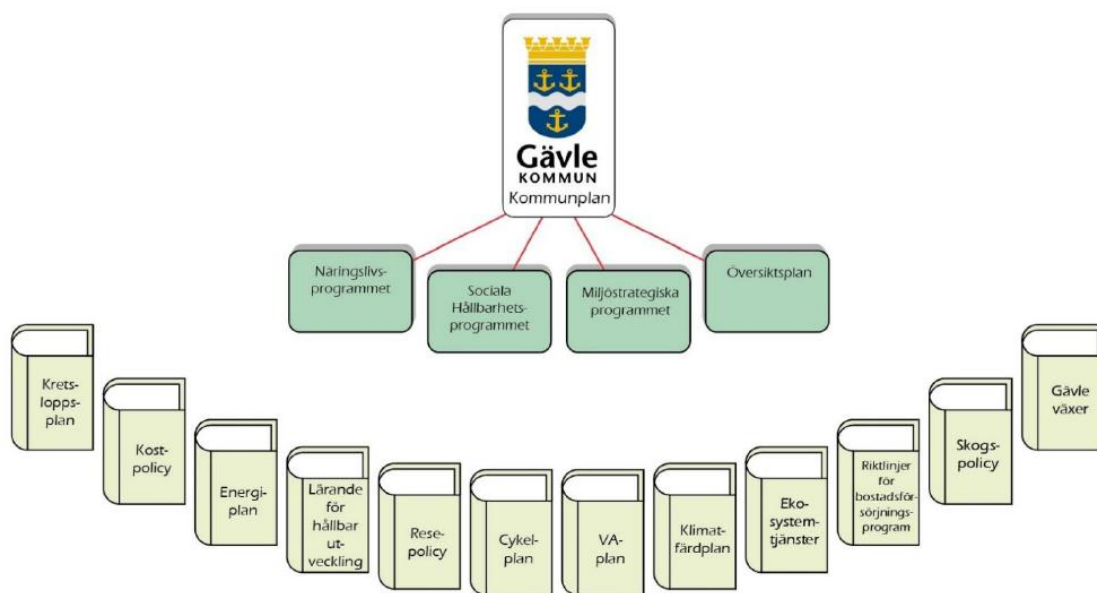 Gävle
KOMMUN
Kommunplan
Näringslivs-
programmet
Sociala
Hållbarhets-
programmet
Miljöstrategiska
programmet
Översiktsplan
Krets-
lopps-
plan
Kost-
policy
Energi-
plan
Lärande för
hållbar
ut-
veckling
Rese-
policy
Cykel-
plan
VA-
plan
Klimat-
färdplan
Eko-
system-
tjänster
Riktlinjer
för
bostadsför-
sörjnings-
program
Skogs-
policy
Gävle
växer